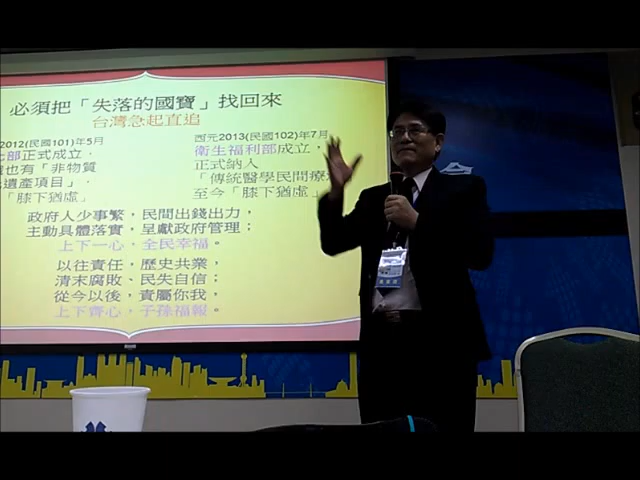 必須把「失落的國寶」找回來
台灣急起直追
2012(民國101)年5月
部正式成立，
也有「非物質
遺產項目」，
「膝下猶虛」
西元2013(民國102)年7月
衛生福利部成立，
正式納入
「傳統醫學民間療
至今「膝下猶虛」
政府人少事繁，民間出錢出力，
主動具體落實，呈獻政府管理；
上下一心，全民幸福。
以往責任，歷史共業，
清末腐敗、民失自信；
從今以後，責屬你我，
上下齊心，子孫福報。
會